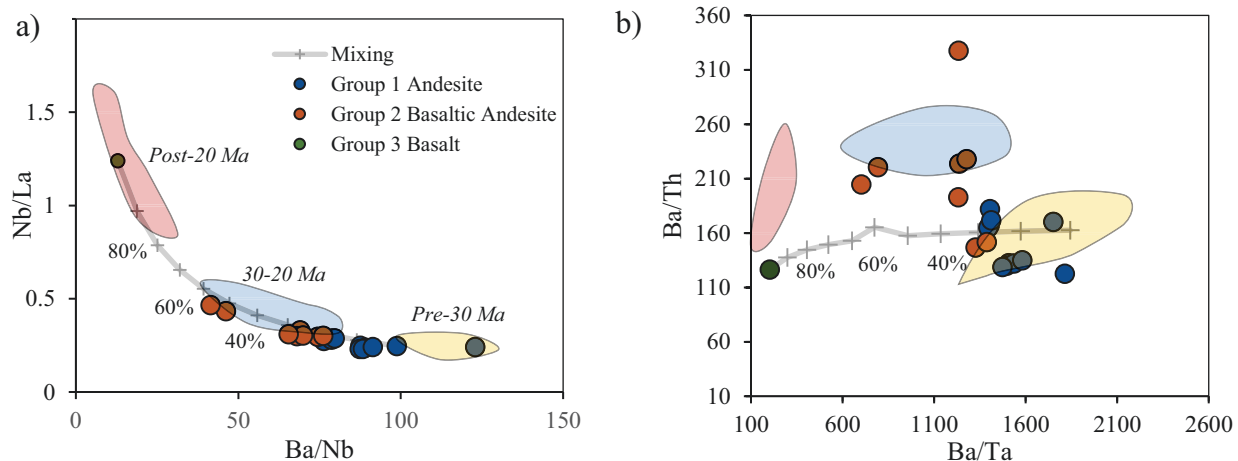 a)
Mixing
Group 1 Andesite
Group 2 Basaltic Andesite
Group 3 Basalt
Post-20 Ma
80%
30-20 Ma
60%
40%
Pre-30 Ma
Nb/La
1.5
1
0.5
0
0
50
100
150
Ba/Nb
b)
Ba/Th
360
310
260
210
160
110
60
10
80%
60%
40%
100
600
1100
1600
2100
2600
Ba/Ta